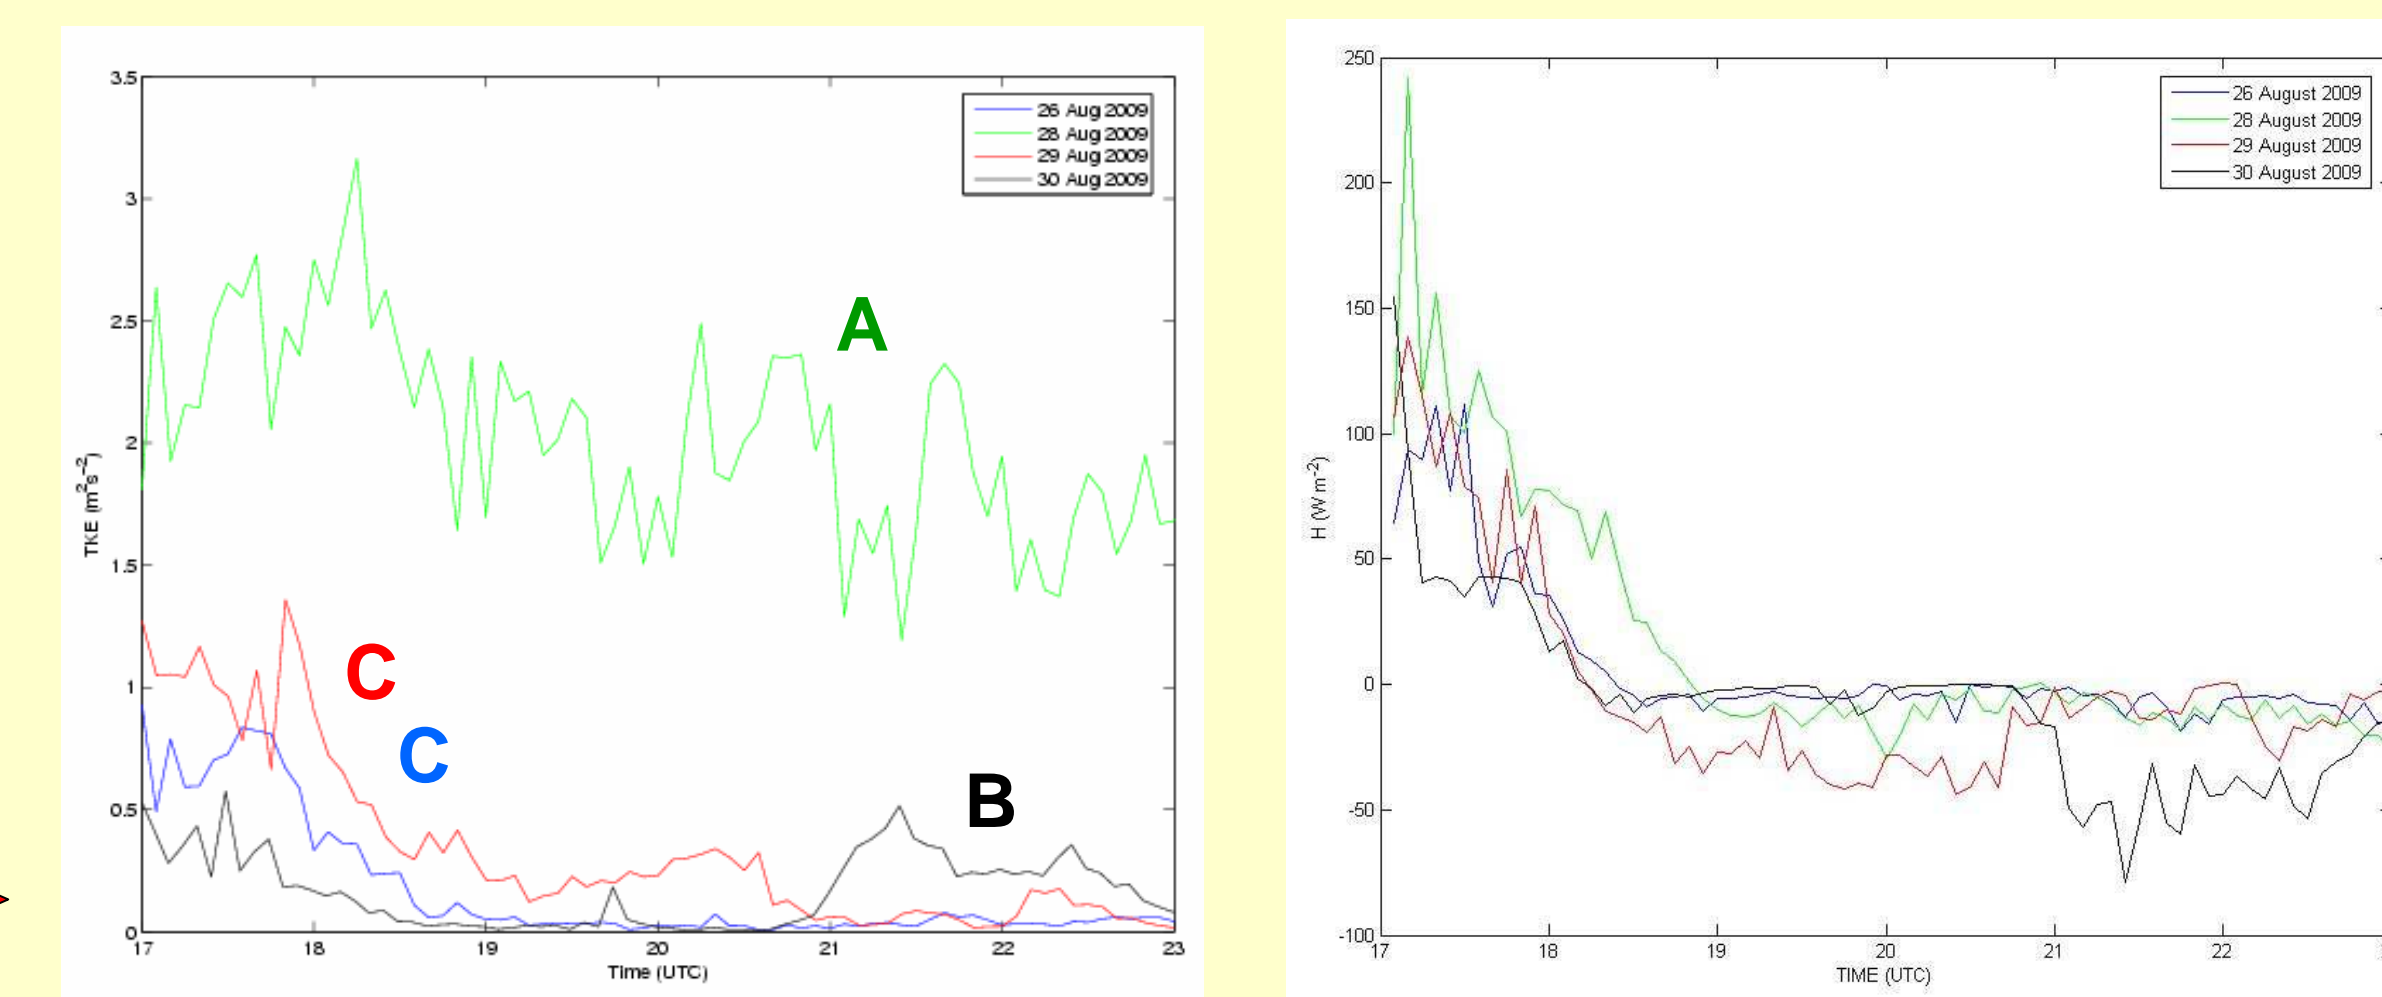 3.5
3
2.5
2
1.5
1
0.5
0
TKE (m²s⁻²)
26 Aug 2009
28 Aug 2009
29 Aug 2009
30 Aug 2009
A
C
C
B
17 18 19 20 21 22 23
Time (UTC)
250
200
150
100
50
0
-50
-100
H (W m⁻²)
26 August 2009
28 August 2009
29 August 2009
30 August 2009
17 18 19 20 21 22
TIME (UTC)